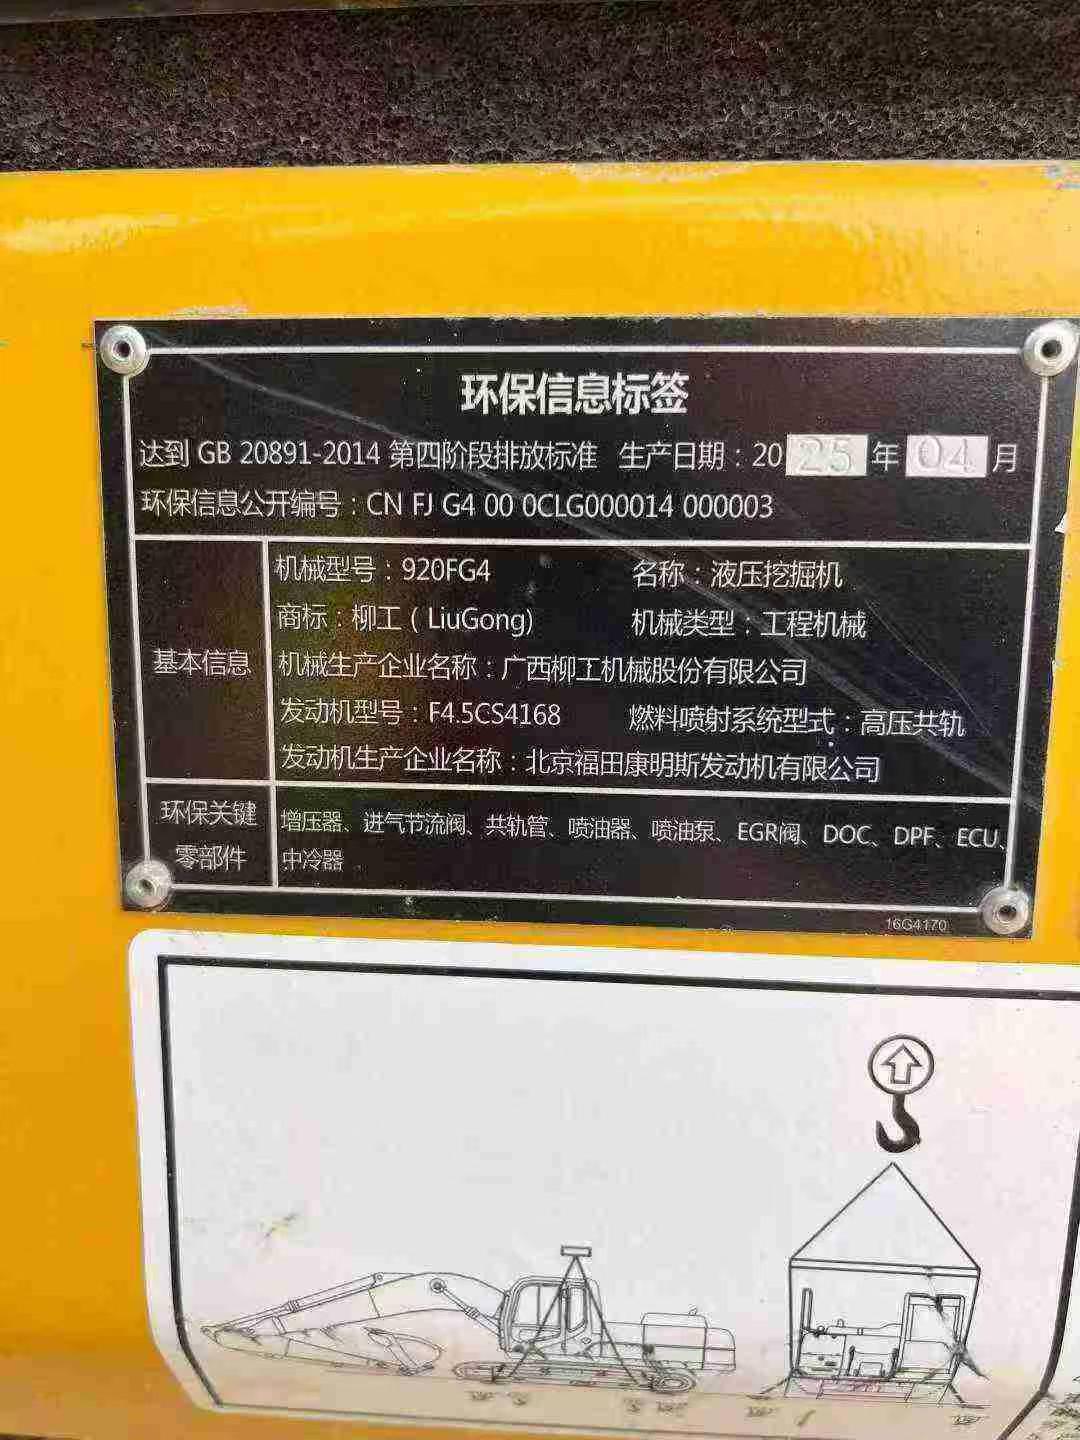 环保信息标签
达到 GB 20891-2014 第四阶段排放标准 生产日期：2025年04月
环保信息公开编号：CN FJ G4 00 0CLG000014 000003
基本信息
机械型号：920FG4 名称：液压挖掘机
商标：柳工（LiuGong) 机械类型：工程机械
机械生产企业名称：广西柳工机械股份有限公司
发动机型号：F4.5CS4168 燃料喷射系统型式：高压共轨
发动机生产企业名称：北京福田康明斯发动机有限公司
环保关键
零部件
增压器、进气节流阀、共轨管、喷油器、喷油泵、EGR阀、DOC、DPF、ECU、
中冷器
16G4170